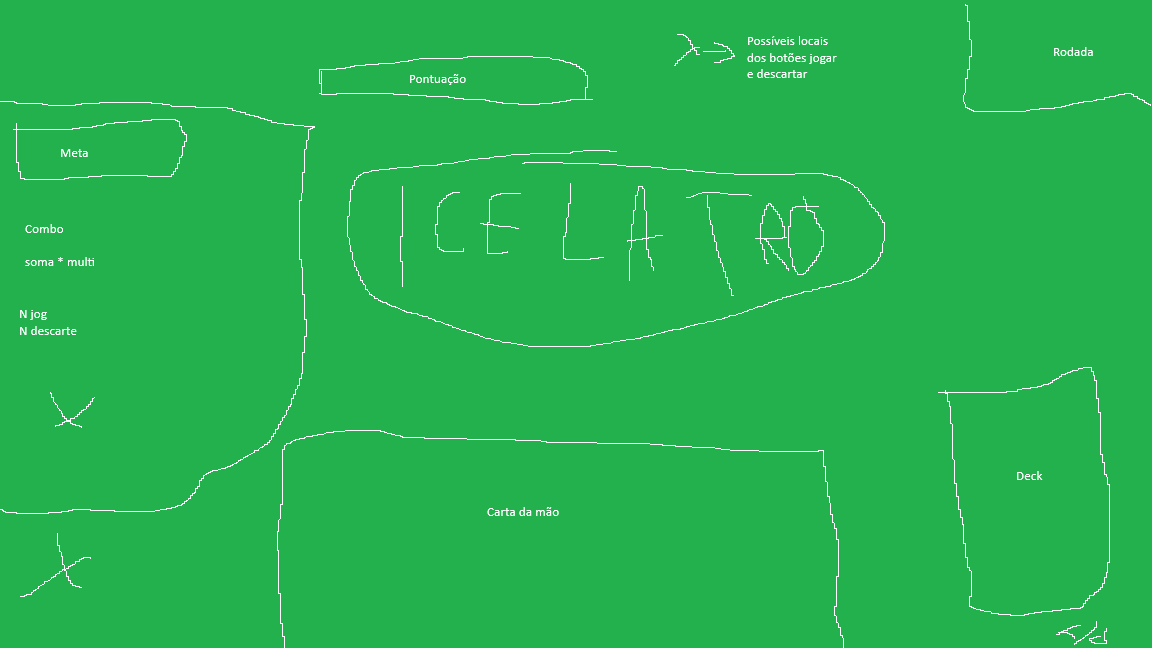 Possíveis locais
dos botões jogar
e descartar
Rodada
Pontuação
Meta
ICELATRO
Combo
soma * multi
N jog
N descarte
Carta da mão
Deck